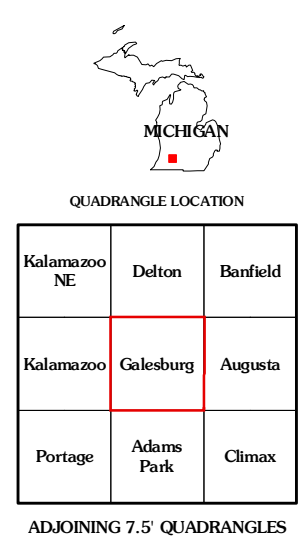 MICHIGAN
QUADRANGLE LOCATION
Kalamazoo
NE
Delton
Banfield
Kalamazoo
Galesburg
Augusta
Portage
Adams
Park
Climax
ADJOINING 7.5' QUADRANGLES